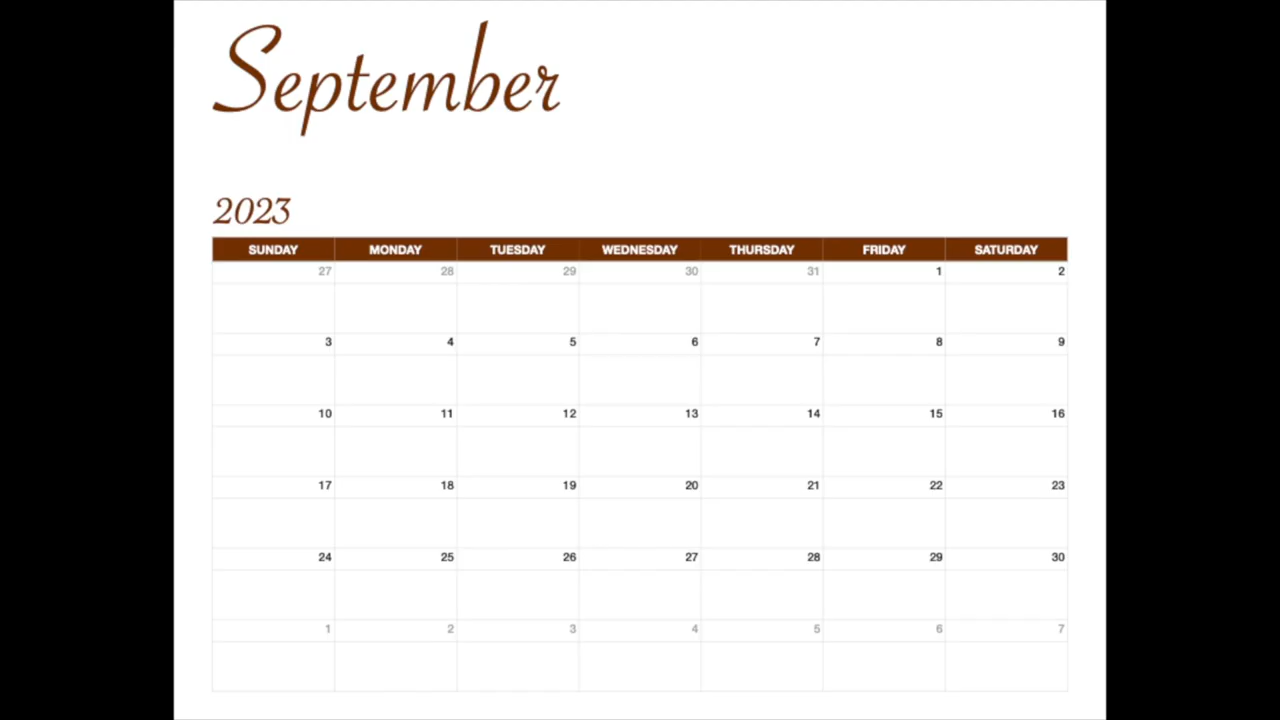 September
2023
SUNDAY MONDAY TUESDAY WEDNESDAY THURSDAY FRIDAY SATURDAY
27 28 29 30 31 1 2
3 4 5 6 7 8 9
10 11 12 13 14 15 16
17 18 19 20 21 22 23
24 25 26 27 28 29 30
1 2 3 4 5 6 7